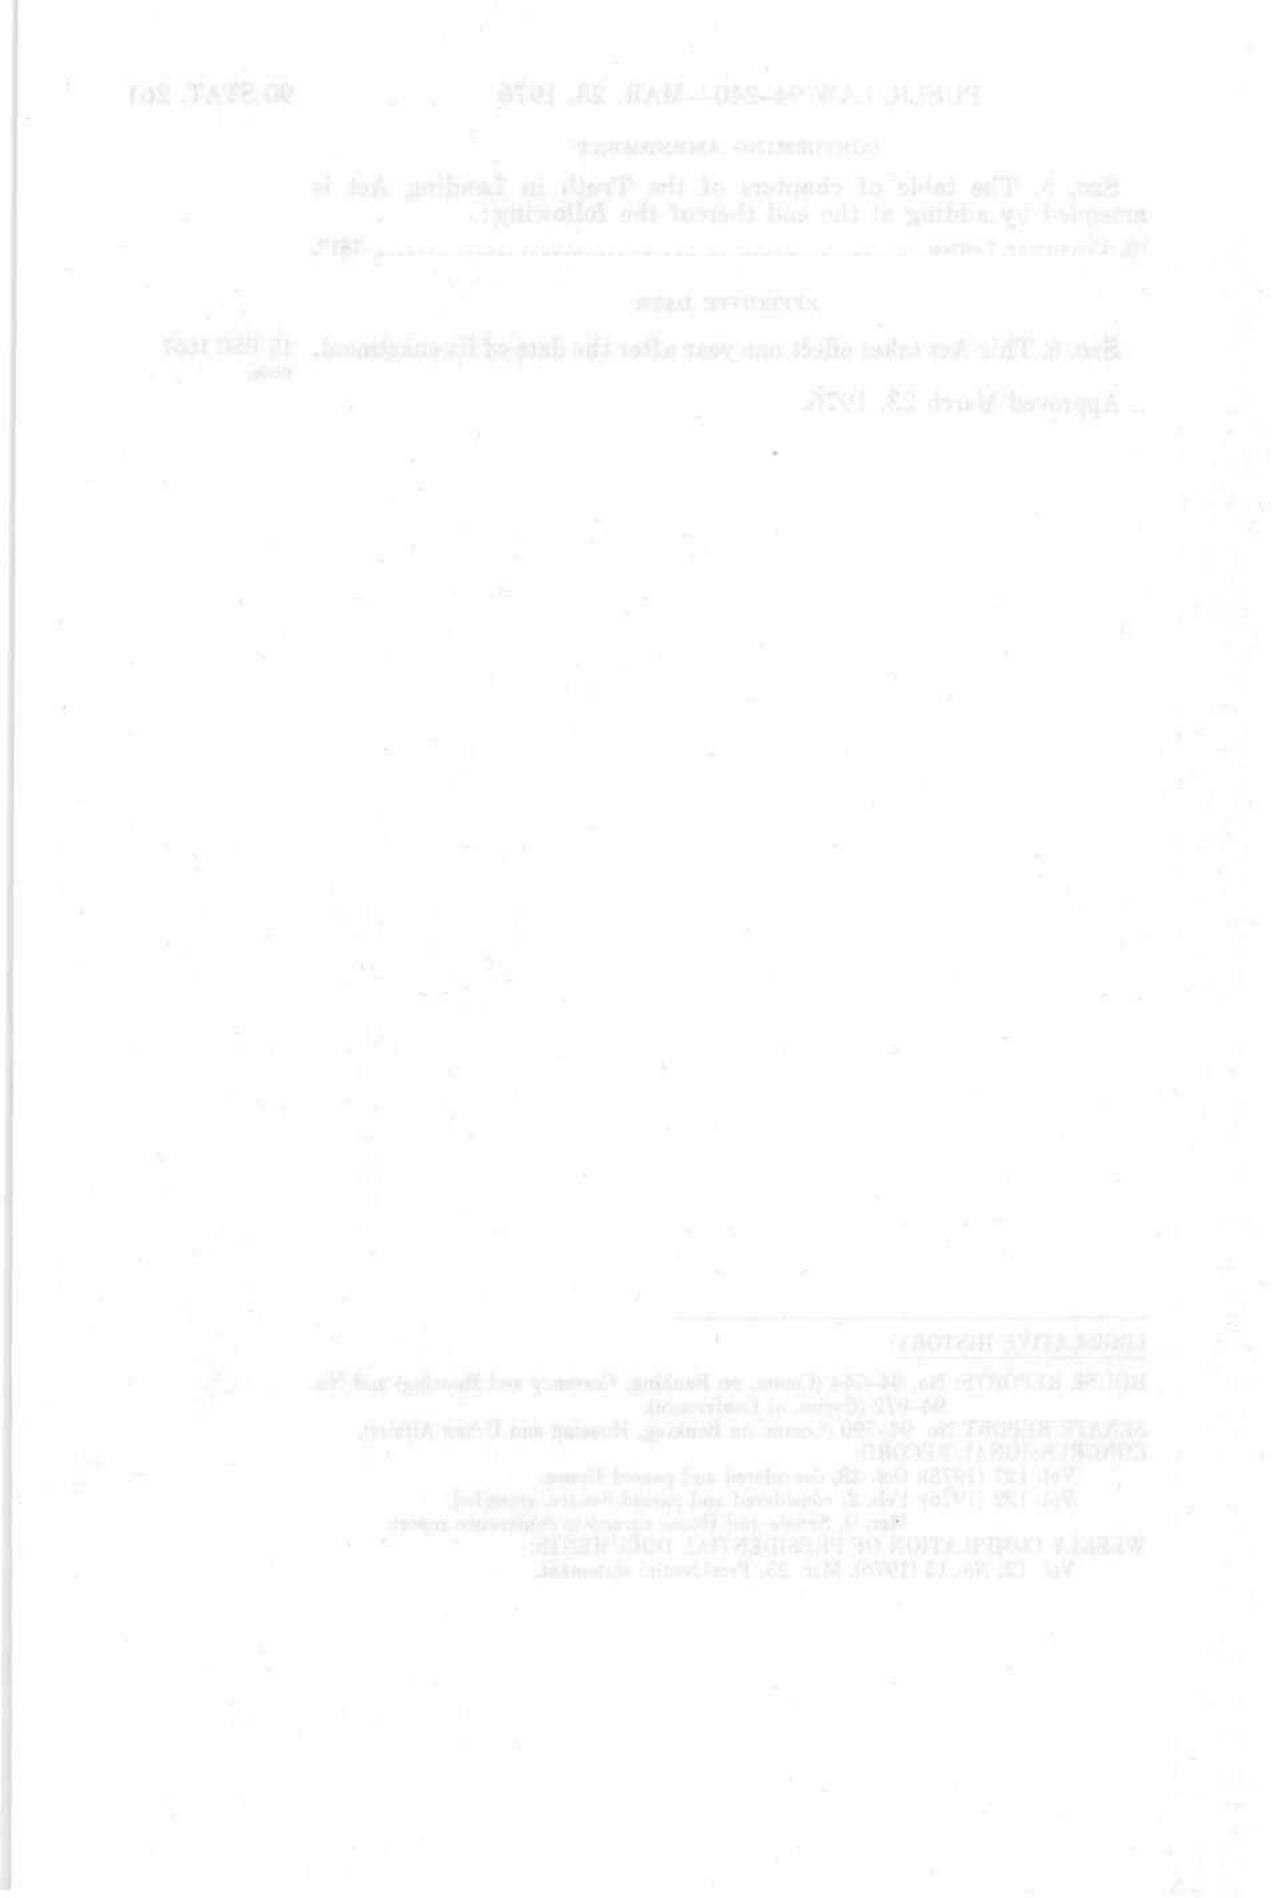 PUBLIC LAW 94-240—MAR. 23, 1976 90 STAT. 261
CONFORMING AMENDMENT
SEC. 5. The table of chapters of the Truth in Lending Act is
amended by adding at the end thereof the following:
EFFECTIVE DATE
SEC. 6. This Act takes effect one year after the date of its enactment. 15 USC 1667
note.
Approved March 23, 1976.
LEGISLATIVE HISTORY:
HOUSE REPORTS: No. 94-544 (Comm. on Banking, Currency and Housing) and No.
94-872 (Comm. of Conference).
SENATE REPORT No. 94-590 (Comm. on Banking, Housing and Urban Affairs).
CONGRESSIONAL RECORD:
Vol. 121 (1975): Oct. 28, considered and passed House.
Vol. 122 (1976): Feb. 2, considered and passed Senate, amended.
Mar. 9, Senate and House agreed to conference report.
WEEKLY COMPILATION OF PRESIDENTIAL DOCUMENTS:
Vol. 12, No. 13 (1976): Mar. 23, Presidential statement.